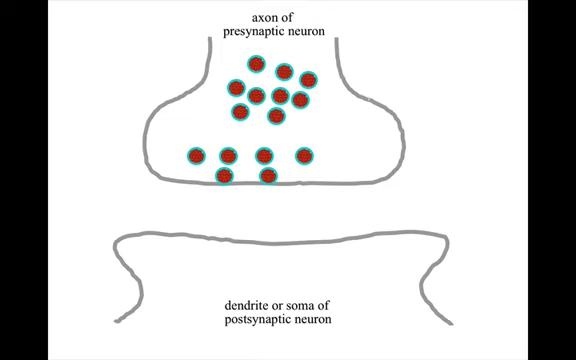 axon of
presynaptic neuron
dendrite or soma of
postsynaptic neuron